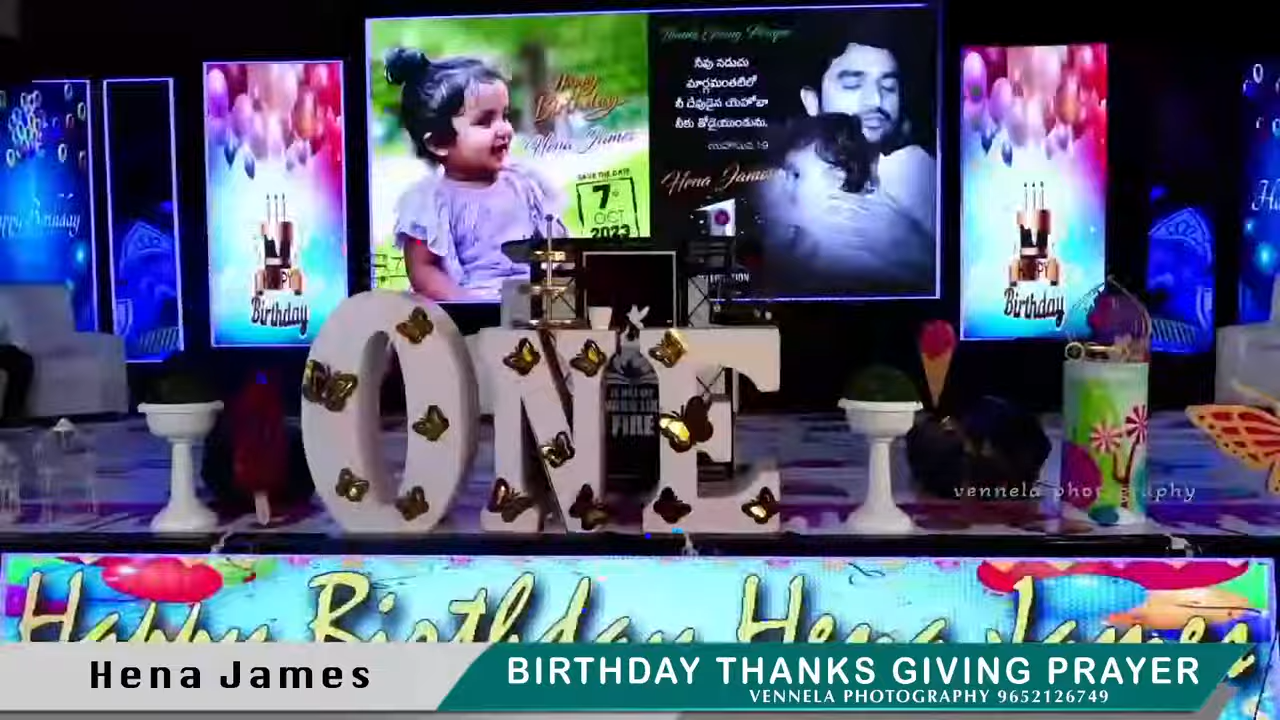 Thanks Giving Prayer
నీవు నడుచు
మార్గమంతటిలో
నీ దేవుడైన యెహోవా
నీకు తోడైయుండును.
Hena James
Happy
Birthday
Hena James
SAVE THE DATE
7
OCT
2023
Happy Birthday
HAPPY
Birthday
HAPPY
Birthday
ONE
FIRE
vennela photography
Happy Birthday Hena James
Hena James
BIRTHDAY THANKS GIVING PRAYER
VENNELA PHOTOGRAPHY 9652126749